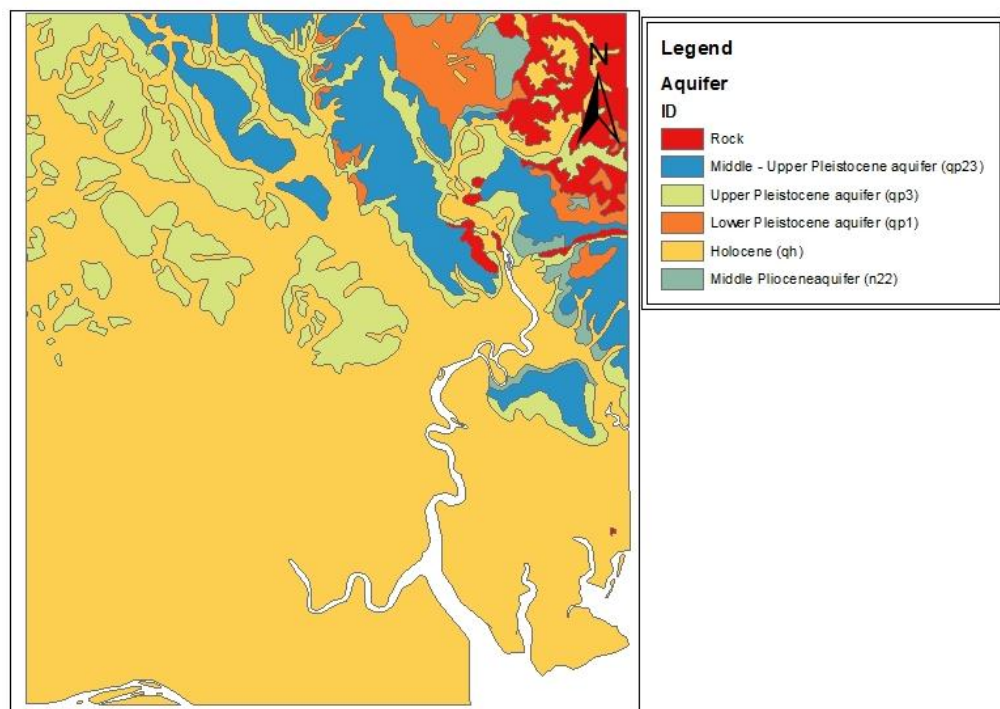 N
Legend
Aquifer
ID
Rock
Middle - Upper Pleistocene aquifer (qp23)
Upper Pleistocene aquifer (qp3)
Lower Pleistocene aquifer (qp1)
Holocene (qh)
Middle Plioceneaquifer (n22)